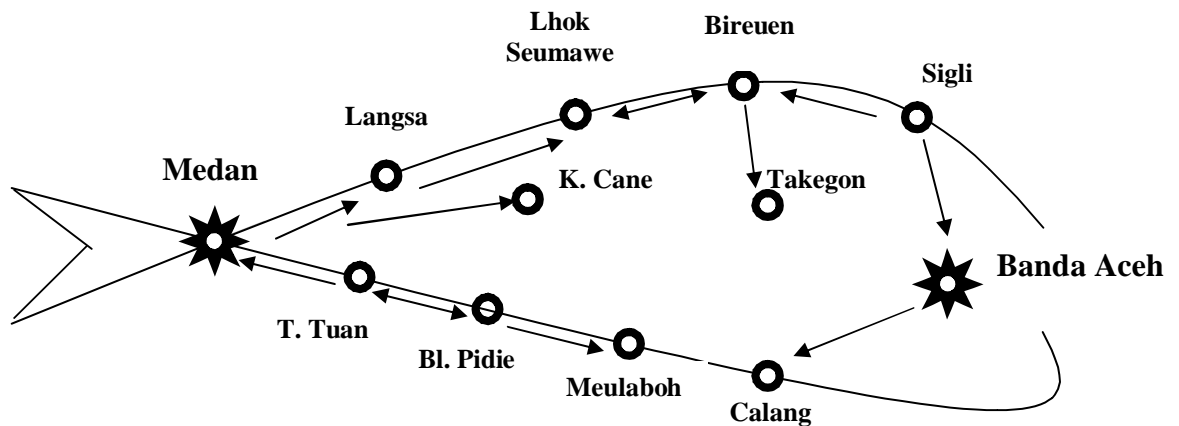 Lhok
Seumawe
Bireuen
Sigli
Langsa
Medan
K. Cane
Takegon
Banda Aceh
T. Tuan
Bl. Pidie
Meulaboh
Calang